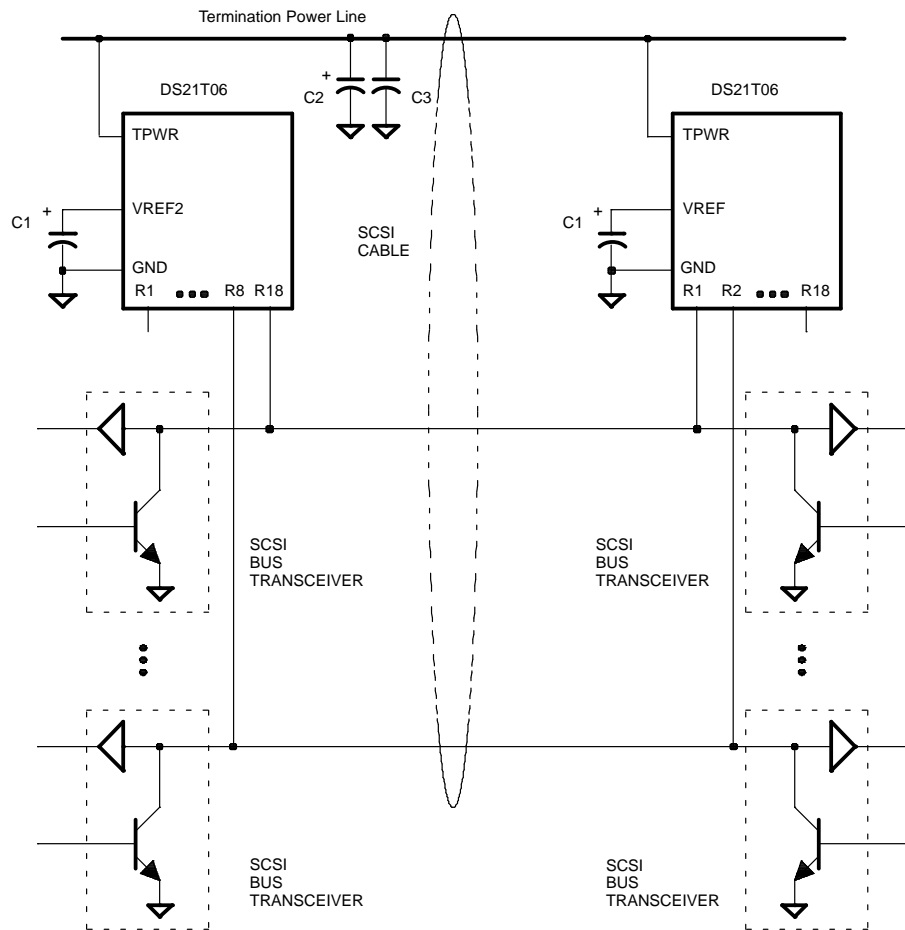 Termination Power Line
DS21T06
DS21T06
+
C2
C3
TPWR
TPWR
+
C1
VREF2
SCSI
CABLE
+
C1
VREF
GND
GND
R1
R8
R18
R1
R2
R18
SCSI
BUS
TRANSCEIVER
SCSI
BUS
TRANSCEIVER
SCSI
BUS
TRANSCEIVER
SCSI
BUS
TRANSCEIVER